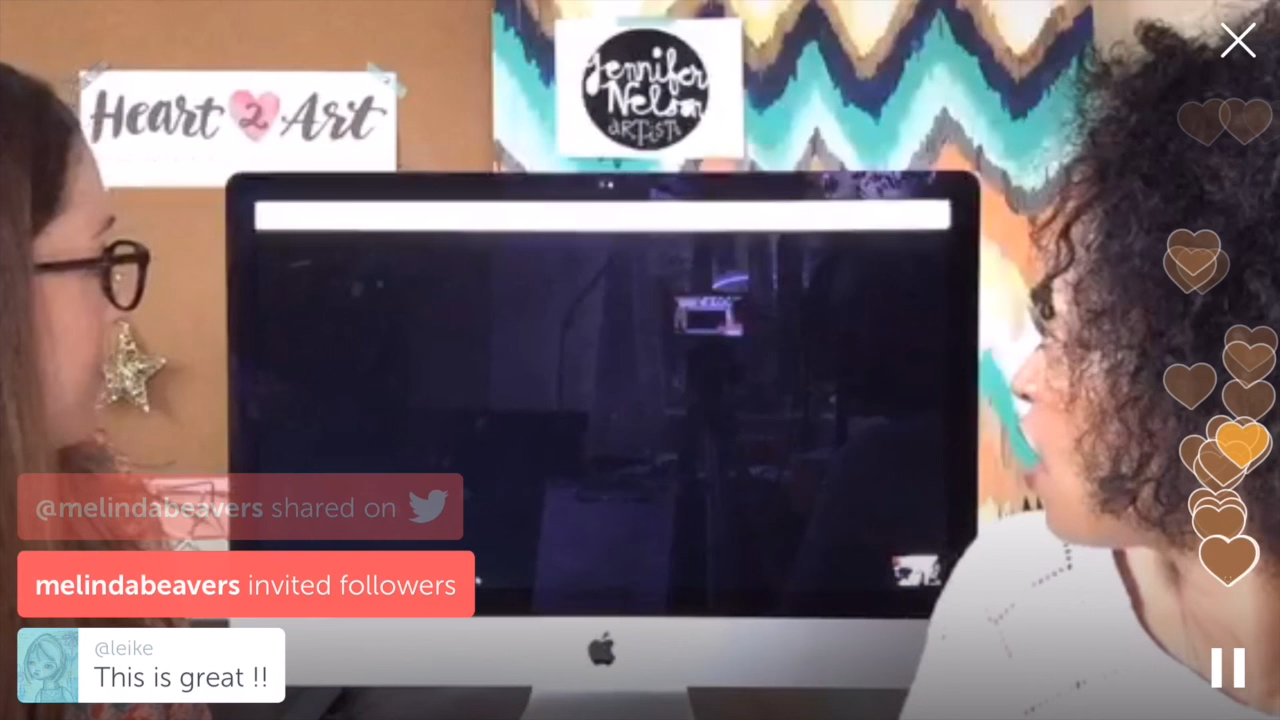 Heart 2 Art
Jennifer
Nelson
ARTIST
@melindabeavers shared on
melindabeavers invited followers
@leike
This is great !!